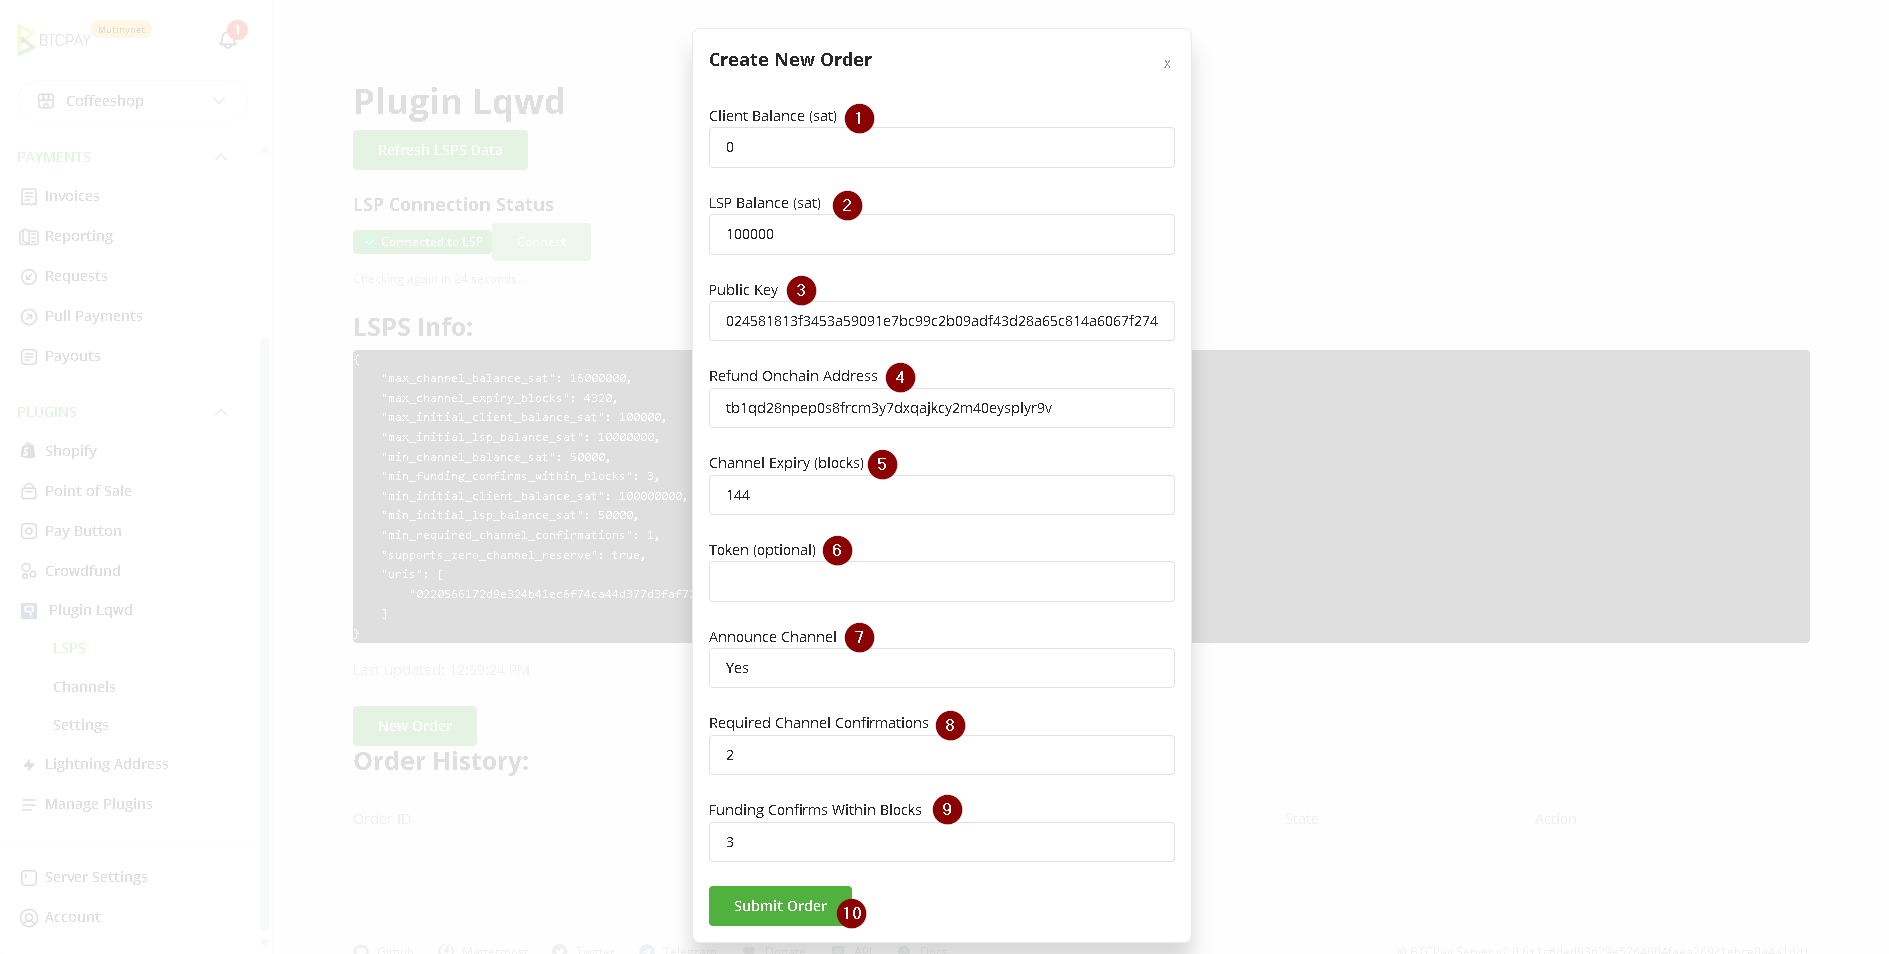 BTCPAY
Mutinynet
1
Coffeeshop
PAYMENTS
Invoices
Reporting
Requests
Pull Payments
Payouts
PLUGINS
Shopify
Point of Sale
Pay Button
Crowdfund
Plugin Lqwd
LSPS
Channels
Settings
Lightning Address
Manage Plugins
Server Settings
Account
Plugin Lqwd
Refresh LSPS Data
LSP Connection Status
Connected to LSP
Connect
Checking again in 24 seconds...
LSPS Info:
{
"max_channel_balance_sat": 16000000,
"max_channel_expiry_blocks": 4320,
"max_initial_client_balance_sat": 100000,
"max_initial_lsp_balance_sat": 10000000,
"min_channel_balance_sat": 50000,
"min_funding_confirms_within_blocks": 3,
"min_initial_client_balance_sat": 100000000,
"min_initial_lsp_balance_sat": 50000,
"min_required_channel_confirmations": 1,
"supports_zero_channel_reserve": true,
"uris": [
"0220566172d9e324b41ec6f74ca44d377d3faf7
]
}
Last updated: 12:59:24 PM
New Order
Order History:
Order ID
State
Action
Github
Mattermost
Twitter
Telegram
Donate
API
Docs
Create New Order
x
Client Balance (sat) 1
0
LSP Balance (sat) 2
100000
Public Key 3
024581813f3453a59091e7bc99c2b09adf43d28a65c814a6067f274
Refund Onchain Address 4
tb1qd28npep0s8frcm3y7dxqajkcy2m40eysplyr9v
Channel Expiry (blocks) 5
144
Token (optional) 6
Announce Channel 7
Yes
Required Channel Confirmations 8
2
Funding Confirms Within Blocks 9
3
Submit Order 10